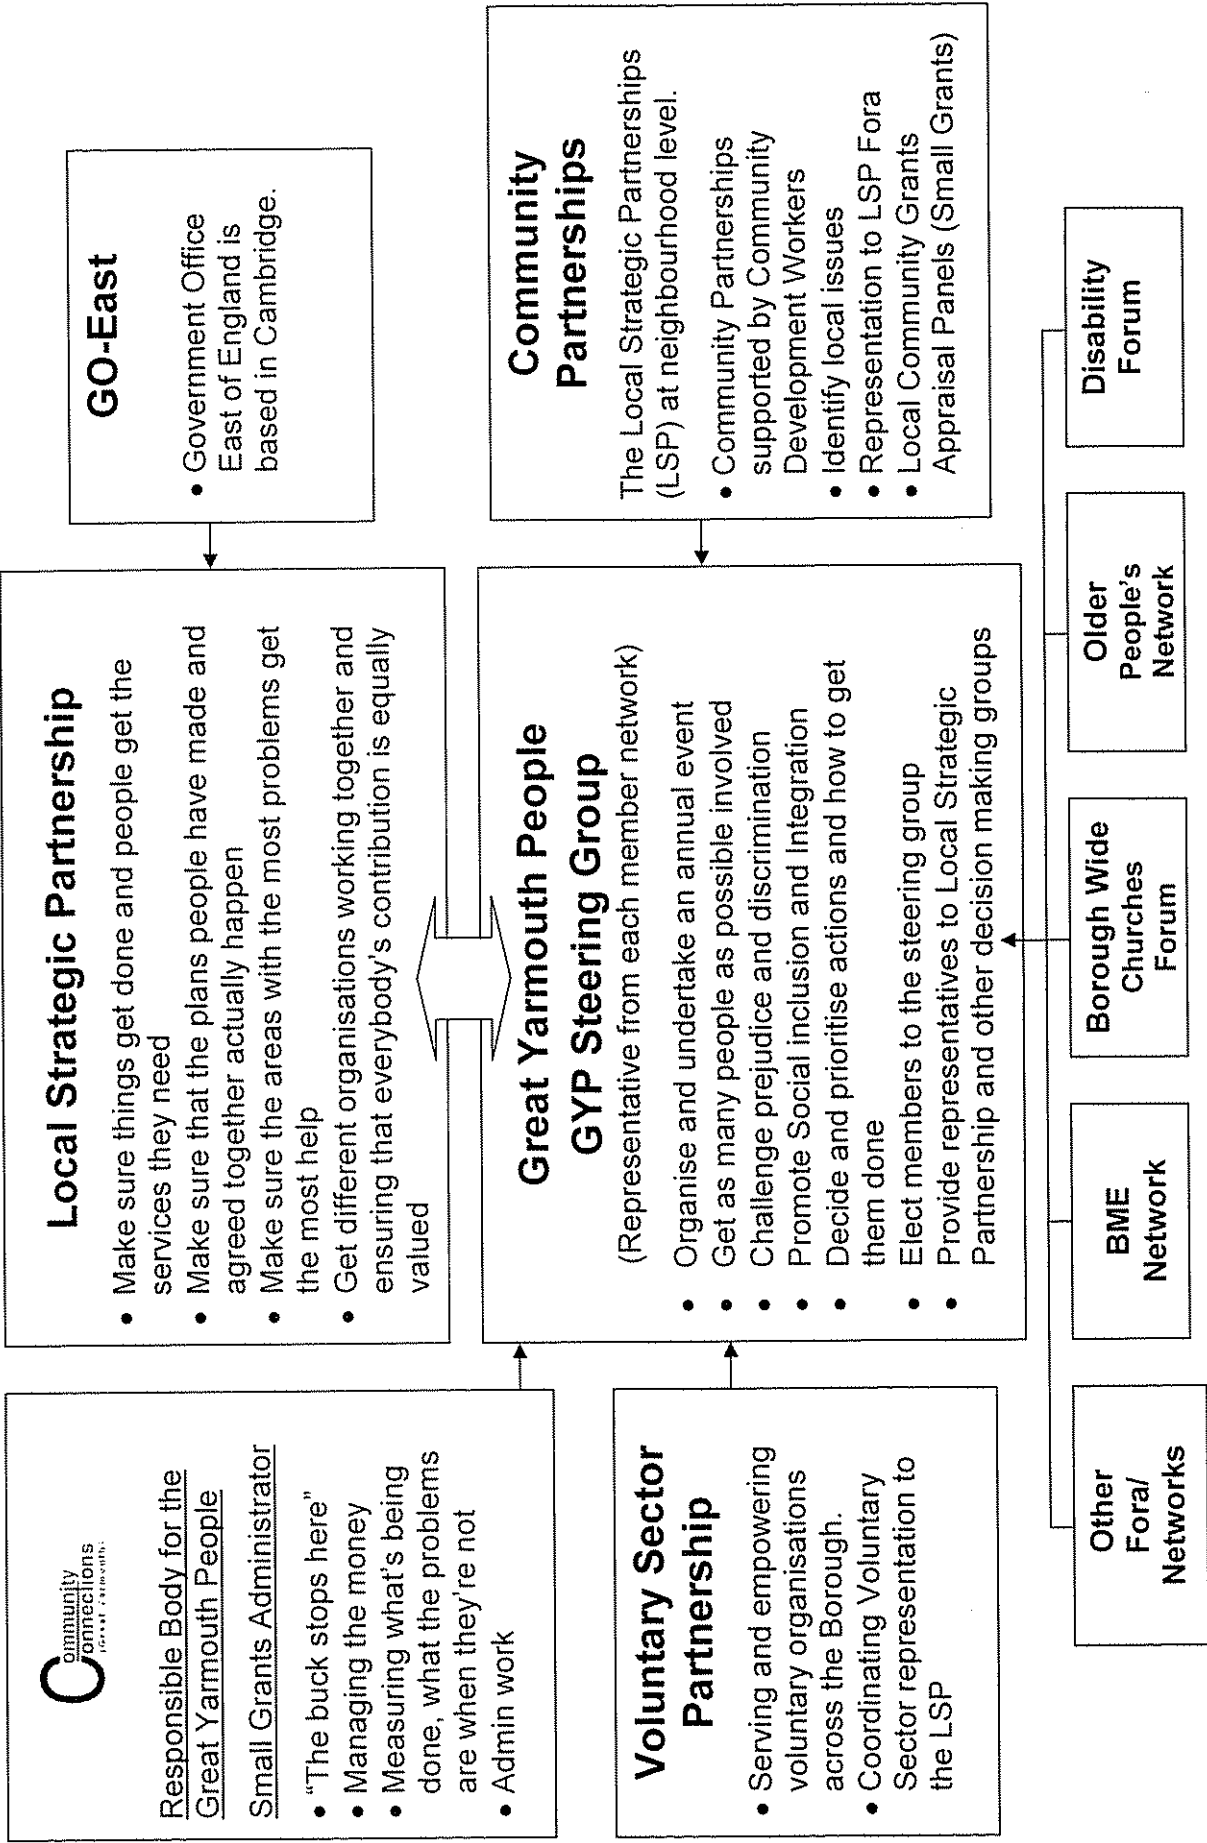 Community
Connections
Responsible Body for the
Great Yarmouth People
Small Grants Administrator
• “The buck stops here”
• Managing the money
• Measuring what's being
done, what the problems
are when they're not
• Admin work
Local Strategic Partnership
• Make sure things get done and people get the
services they need
• Make sure that the plans people have made and
agreed together actually happen
• Make sure the areas with the most problems get
the most help
• Get different organisations working together and
ensuring that everybody's contribution is equally
valued
GO-East
• Government Office
East of England is
based in Cambridge.
Voluntary Sector
Partnership
• Serving and empowering
voluntary organisations
across the Borough.
• Coordinating Voluntary
Sector representation to
the LSP
Great Yarmouth People
GYP Steering Group
(Representative from each member network)
• Organise and undertake an annual event
• Get as many people as possible involved
• Challenge prejudice and discrimination
• Promote Social inclusion and Integration
• Decide and prioritise actions and how to get
them done
• Elect members to the steering group
• Provide representatives to Local Strategic
Partnership and other decision making groups
Community
Partnerships
The Local Strategic Partnerships
(LSP) at neighbourhood level.
• Community Partnerships
supported by Community
Development Workers
• Identify local issues
• Representation to LSP Fora
• Local Community Grants
Appraisal Panels (Small Grants)
Other
Fora/
Networks
BME
Network
Borough Wide
Churches
Forum
Older
People's
Network
Disability
Forum